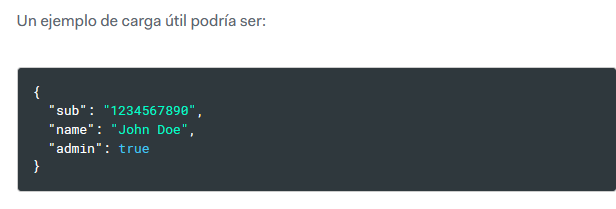 Un ejemplo de carga útil podría ser:
{
"sub": "1234567890",
"name": "John Doe",
"admin": true
}